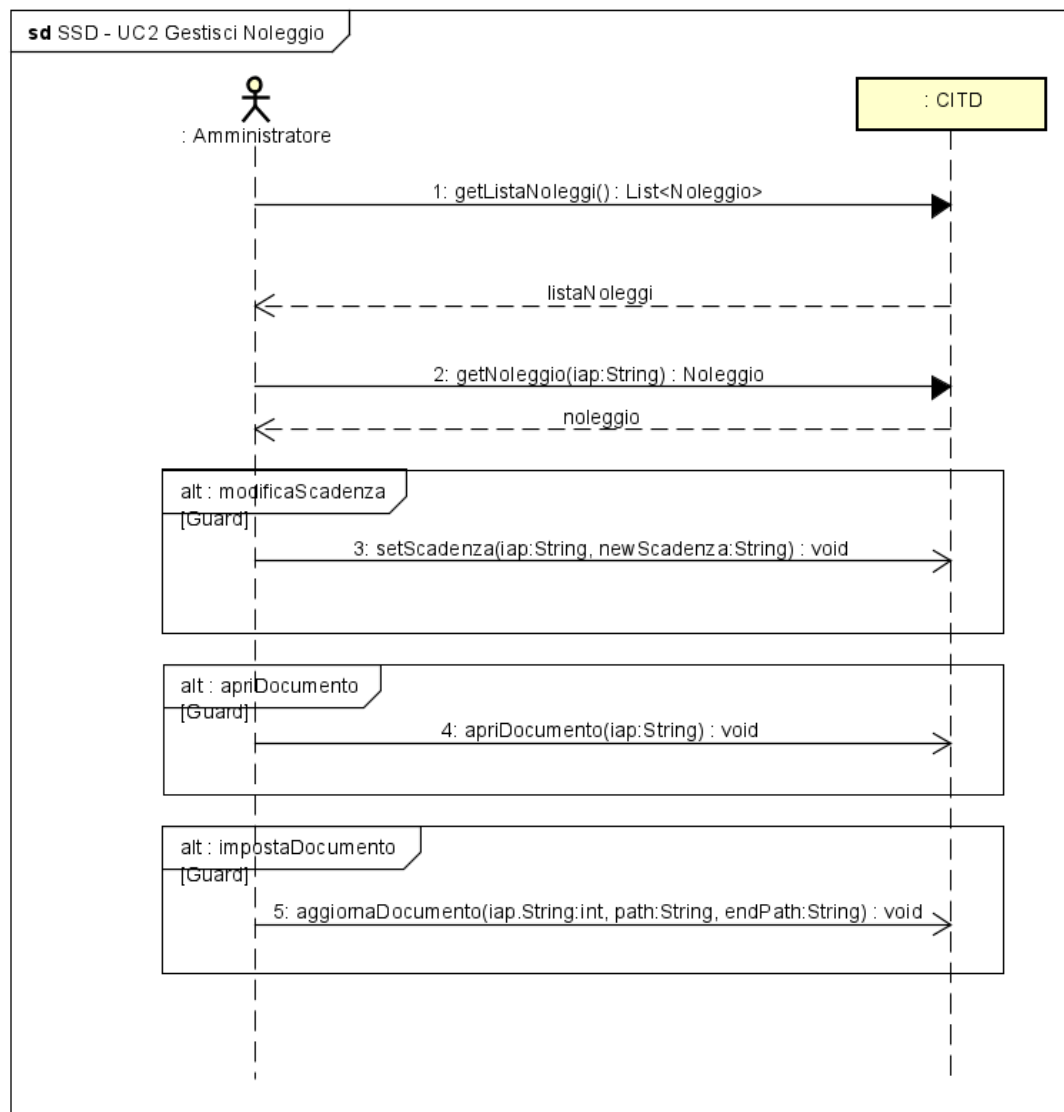 sd SSD - UC2 Gestisci Noleggio
: Amministratore
: CITD
1: getListaNoleggi() : List<Noleggio>
listaNoleggi
2: getNoleggio(iap:String) : Noleggio
noleggio
alt : modificaScadenza
[Guard]
3: setScadenza(iap:String, newScadenza:String) : void
alt : apriDocumento
[Guard]
4: apriDocumento(iap:String) : void
alt : impostaDocumento
[Guard]
5: aggiornaDocumento(iap.String:int, path:String, endPath:String) : void